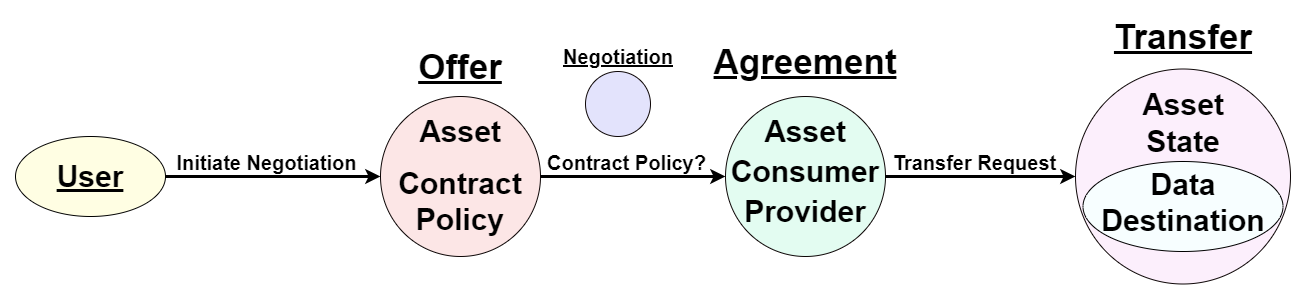 User
Initiate Negotiation
Offer
Asset
Contract
Policy
Negotiation
Contract Policy?
Agreement
Asset
Consumer
Provider
Transfer Request
Transfer
Asset
State
Data
Destination